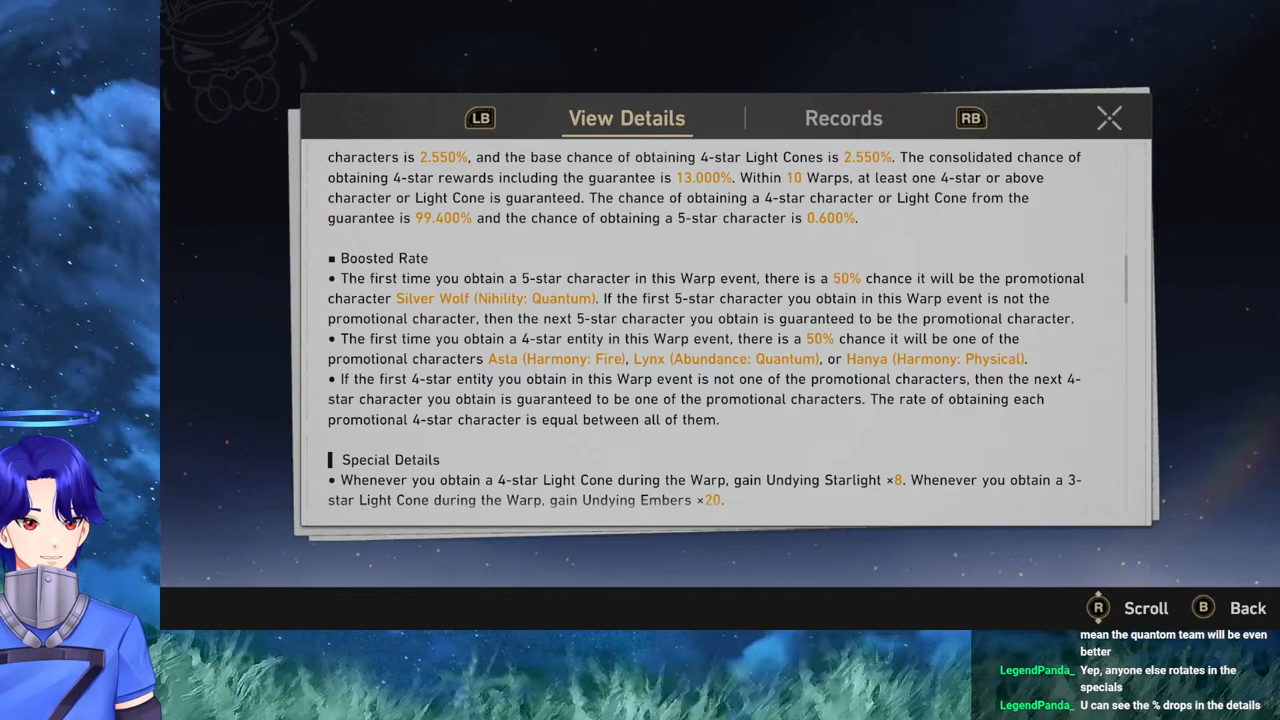 LB
View Details
Records
RB
characters is 2.550%, and the base chance of obtaining 4-star Light Cones is 2.550%. The consolidated chance of
obtaining 4-star rewards including the guarantee is 13.000%. Within 10 Warps, at least one 4-star or above
character or Light Cone is guaranteed. The chance of obtaining a 4-star character or Light Cone from the
guarantee is 99.400% and the chance of obtaining a 5-star character is 0.600%.
■ Boosted Rate
• The first time you obtain a 5-star character in this Warp event, there is a 50% chance it will be the promotional
character Silver Wolf (Nihility: Quantum). If the first 5-star character you obtain in this Warp event is not the
promotional character, then the next 5-star character you obtain is guaranteed to be the promotional character.
• The first time you obtain a 4-star entity in this Warp event, there is a 50% chance it will be one of the
promotional characters Asta (Harmony: Fire), Lynx (Abundance: Quantum), or Hanya (Harmony: Physical).
• If the first 4-star entity you obtain in this Warp event is not one of the promotional characters, then the next 4-
star character you obtain is guaranteed to be one of the promotional characters. The rate of obtaining each
promotional 4-star character is equal between all of them.
Special Details
• Whenever you obtain a 4-star Light Cone during the Warp, gain Undying Starlight ×8. Whenever you obtain a 3-
star Light Cone during the Warp, gain Undying Embers ×20.
R Scroll B Back
mean the quantom team will be even
better
LegendPanda_ Yep, anyone else rotates in the
specials
LegendPanda_ U can see the % drops in the details